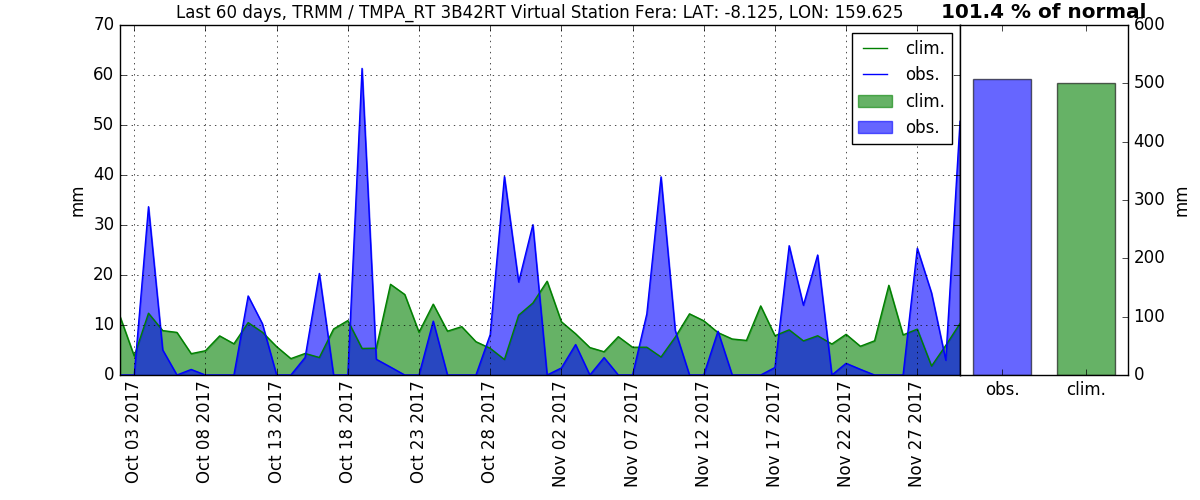 Last 60 days, TRMM / TMPA_RT 3B42RT Virtual Station Fera: LAT: -8.125, LON: 159.625
101.4 % of normal
70
60
50
40
30
20
10
0
mm
clim.
obs.
clim.
obs.
600
500
400
300
200
100
0
mm
obs.
clim.
Oct 03 2017
Oct 08 2017
Oct 13 2017
Oct 18 2017
Oct 23 2017
Oct 28 2017
Nov 02 2017
Nov 07 2017
Nov 12 2017
Nov 17 2017
Nov 22 2017
Nov 27 2017